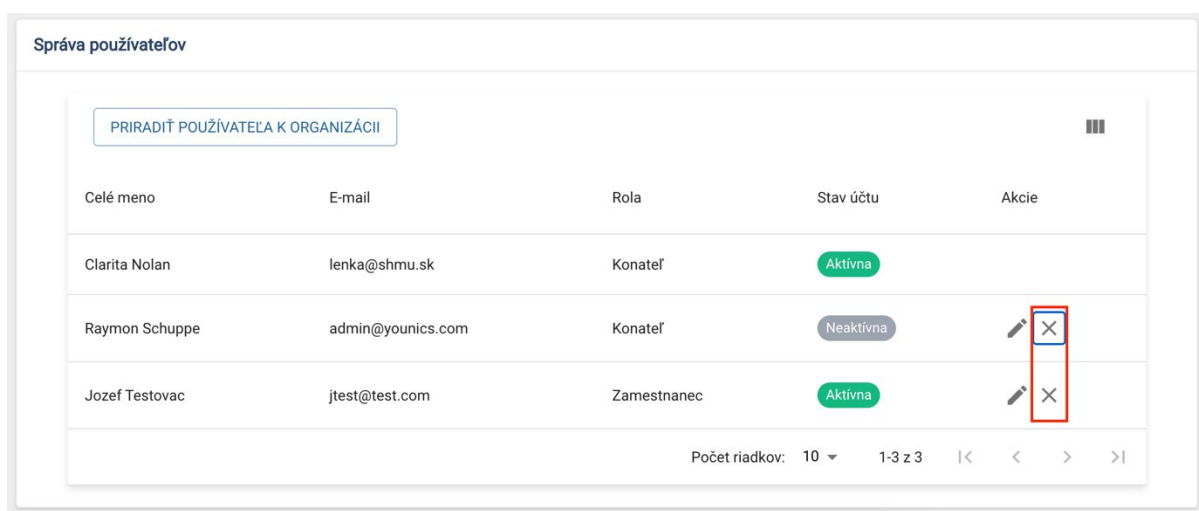 Správa používateľov
PRIRADIŤ POUŽÍVATEĽA K ORGANIZÁCII
Celé meno E-mail Rola Stav účtu Akcie
Clarita Nolan lenka@shmu.sk Konateľ Aktívna
Raymon Schuppe admin@younics.com Konateľ Neaktívna
Jozef Testovac jtest@test.com Zamestnanec Aktívna
Počet riadkov: 10 1-3 z 3